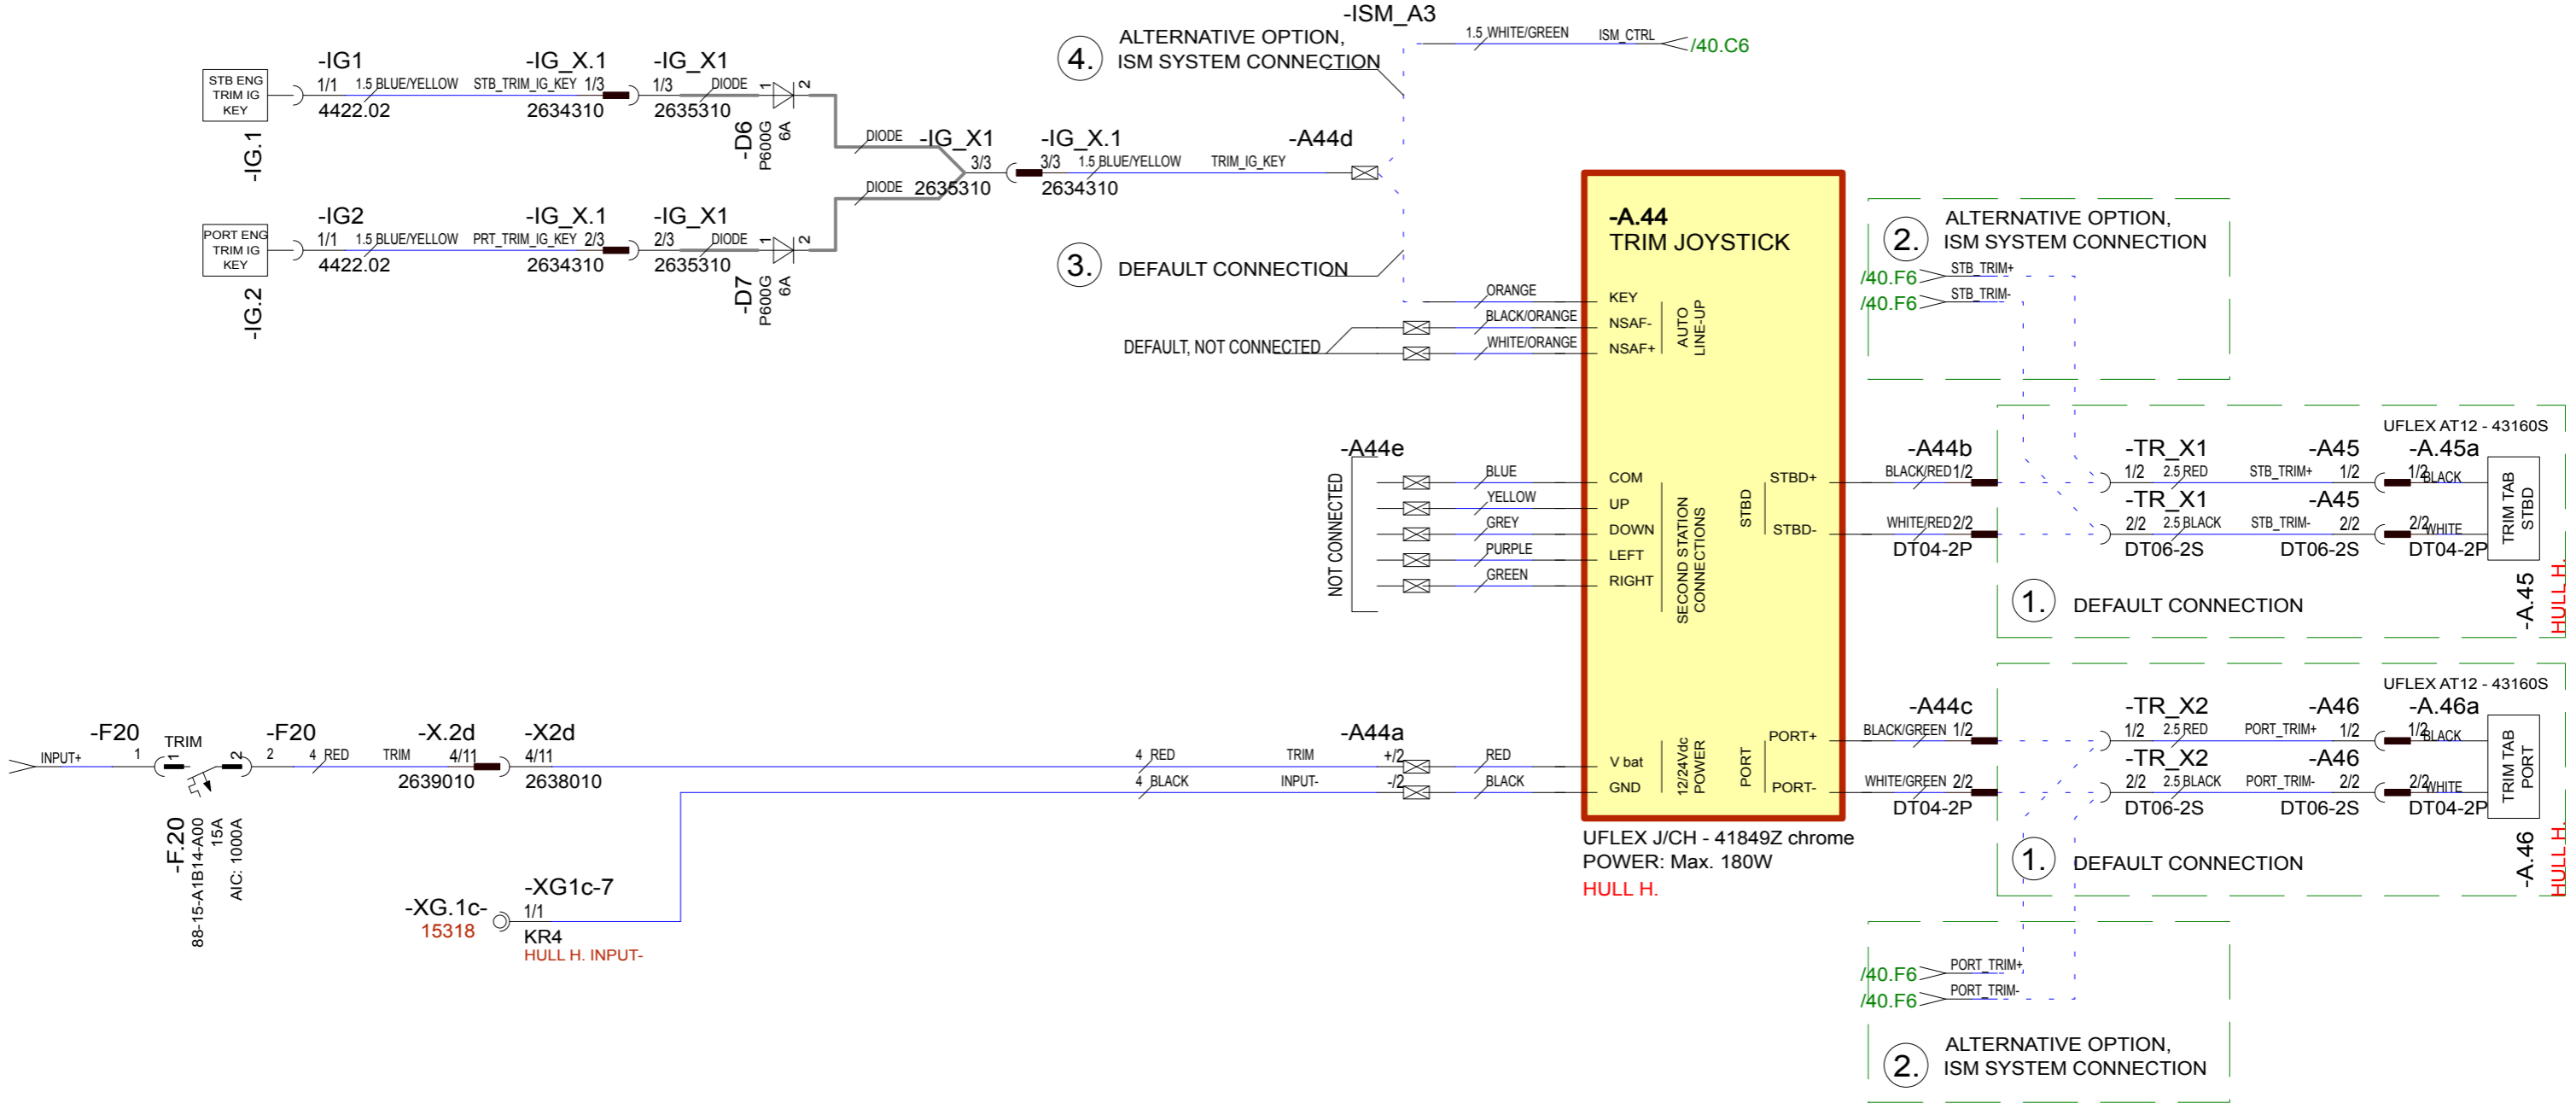 -ISM_A3
1.5 WHITE/GREEN
ISM_CTRL
/40.C6
4.
ALTERNATIVE OPTION,
ISM SYSTEM CONNECTION
STB ENG
TRIM IG
KEY
-IG.1
-IG1
1/1
1.5 BLUE/YELLOW
STB_TRIM_IG_KEY
4422.02
-IG_X.1
1/3
2634310
-IG_X1
1/3
DIODE
2635310
1
2
-D6
P600G
6A
DIODE
PORT ENG
TRIM IG
KEY
-IG.2
-IG2
1/1
1.5 BLUE/YELLOW
PRT_TRIM_IG_KEY
4422.02
-IG_X.1
2/3
2634310
-IG_X1
2/3
DIODE
2635310
1
2
-D7
P600G
6A
DIODE
-IG_X1
3/3
2635310
-IG_X.1
3/3
1.5 BLUE/YELLOW
TRIM_IG_KEY
2634310
-A44d
3.
DEFAULT CONNECTION
DEFAULT, NOT CONNECTED
ORANGE
BLACK/ORANGE
WHITE/ORANGE
-A.44
TRIM JOYSTICK
KEY
NSAF-
NSAF+
AUTO
LINE-UP
-A44e
NOT CONNECTED
BLUE
YELLOW
GREY
PURPLE
GREEN
COM
UP
DOWN
LEFT
RIGHT
SECOND STATION
CONNECTIONS
STBD
STBD+
STBD-
V bat
GND
12/24Vdc
POWER
PORT
PORT+
PORT-
UFLEX J/CH - 41849Z chrome
POWER: Max. 180W
HULL H.
2.
ALTERNATIVE OPTION,
ISM SYSTEM CONNECTION
/40.F6
STB_TRIM+
/40.F6
STB_TRIM-
UFLEX AT12 - 43160S
-A44b
BLACK/RED 1/2
WHITE/RED 2/2
DT04-2P
-TR_X1
1/2
2.5 RED
STB_TRIM+
-A45
1/2
-A.45a
1/2
BLACK
-TR_X1
2/2
2.5 BLACK
STB_TRIM-
-A45
2/2
2/2
WHITE
DT06-2S
DT06-2S
DT04-2P
TRIM TAB
STBD
-A.45
HULL H.
1.
DEFAULT CONNECTION
UFLEX AT12 - 43160S
-A44c
BLACK/GREEN 1/2
WHITE/GREEN 2/2
DT04-2P
-TR_X2
1/2
2.5 RED
PORT_TRIM+
-A46
1/2
-A.46a
1/2
BLACK
-TR_X2
2/2
2.5 BLACK
PORT_TRIM-
-A46
2/2
2/2
WHITE
DT06-2S
DT06-2S
DT04-2P
TRIM TAB
PORT
-A.46
HULL H.
1.
DEFAULT CONNECTION
/40.F6
PORT_TRIM+
/40.F6
PORT_TRIM-
2.
ALTERNATIVE OPTION,
ISM SYSTEM CONNECTION
INPUT+
-F20
1
TRIM
1
2
-F20
2
4 RED
TRIM
-X.2d
4/11
2639010
-X2d
4/11
2638010
-F.20
88-15-A1B14-A00
15A
AIC: 1000A
4 RED
TRIM
-A44a
+/2
RED
4 BLACK
INPUT-
-/2
BLACK
-XG.1c-
15318
-XG1c-7
1/1
KR4
HULL H. INPUT-